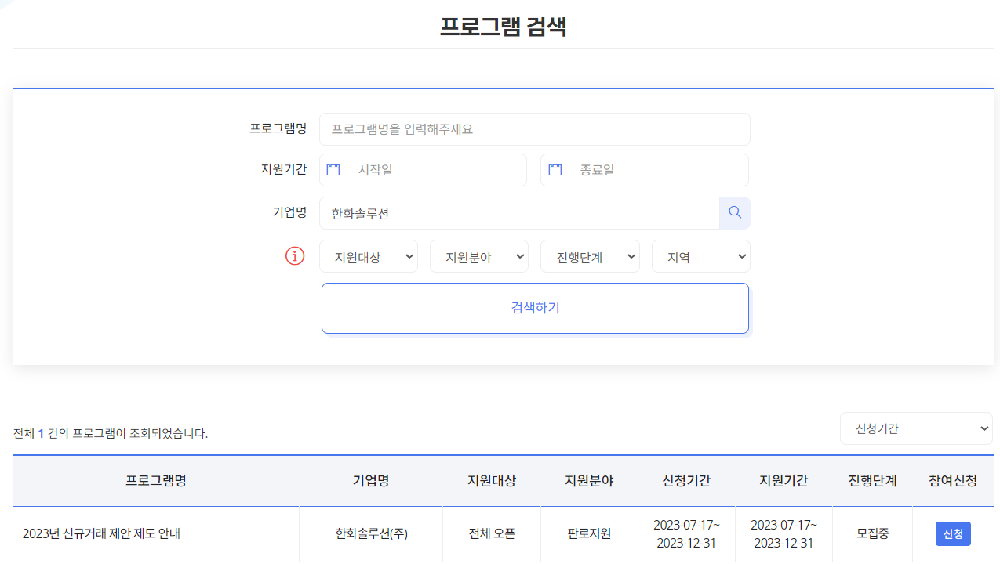 프로그램 검색
프로그램명 프로그램명을 입력해주세요
지원기간 시작일 종료일
기업명 한화솔루션
지원대상 지원분야 진행단계 지역
검색하기
전체 1 건의 프로그램이 조회되었습니다.
신청기간
프로그램명 기업명 지원대상 지원분야 신청기간 지원기간 진행단계 참여신청
2023년 신규거래 제안 제도 안내 한화솔루션(주) 전체 오픈 판로지원 2023-07-17~ 2023-07-17~ 모집중 신청
2023-12-31 2023-12-31